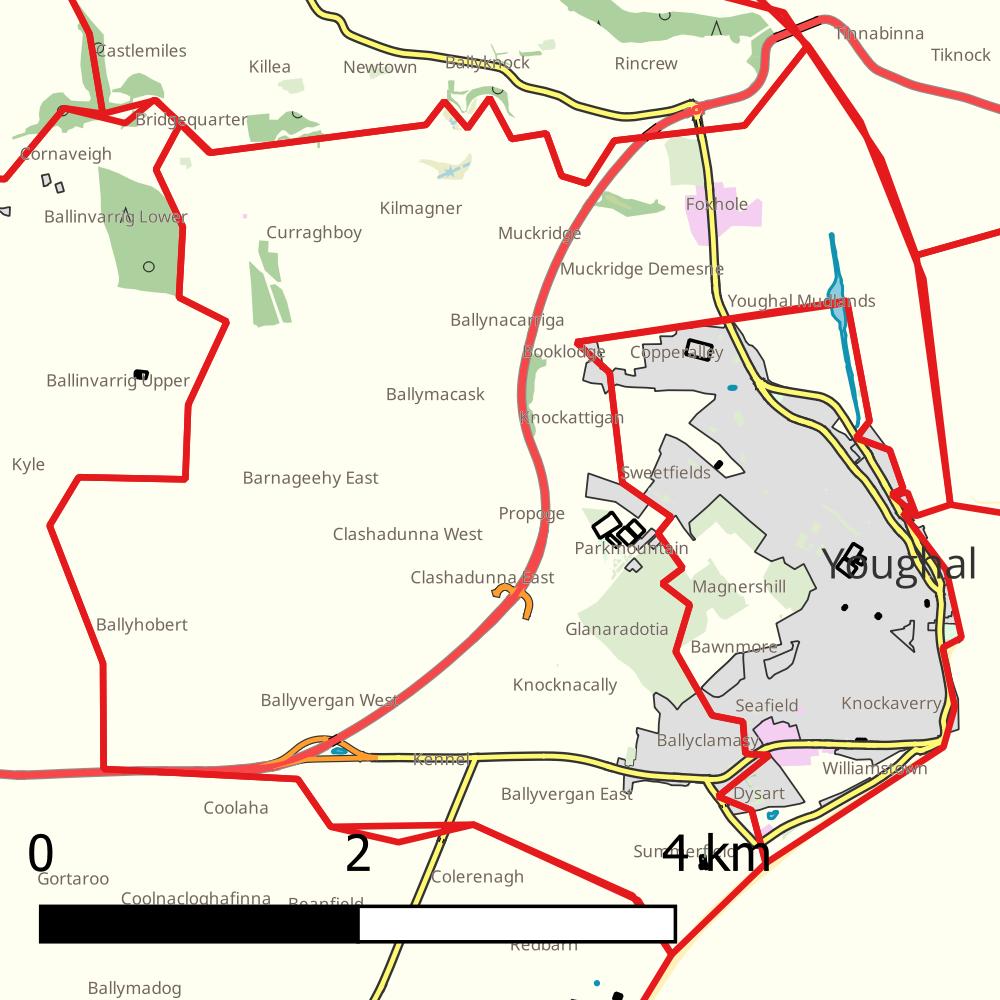 Tinnabinna
Castlemiles
Tiknock
Killea
Newtown
Ballyknock
Rincrew
Bridgequarter
Cornaveigh
Foxhole
Kilmagner
Ballinvarrig Lower
Curraghboy
Muckridge
Muckridge Demesne
Youghal Mudlands
Ballynacarriga
Booklodge
Copperalley
Ballinvarrig Upper
Ballymacask
Knockattigan
Kyle
Barnageehy East
Sweetfields
Propoge
Clashadunna West
Parkmountain
Youghal
Clashadunna East
Magnershill
Ballyhobert
Glanaradotia
Bawnmore
Knocknacally
Ballyvergan West
Seafield
Knockaverry
Ballyclamasy
Kennel
Williamstown
Ballyvergan East
Dysart
Coolaha
Summerfield
0 2 4 km
Gortaroo
Colerenagh
Coolnacloghafinna
Beanfield
Redbarn
Ballymadog